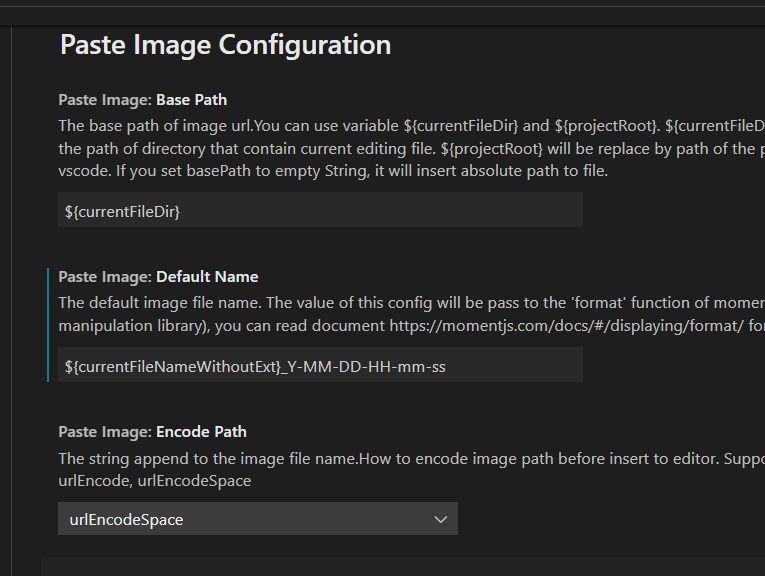 Paste Image Configuration
Paste Image: Base Path
The base path of image url.You can use variable ${currentFileDir} and ${projectRoot}. ${currentFileD
the path of directory that contain current editing file. ${projectRoot} will be replace by path of the p
vscode. If you set basePath to empty String, it will insert absolute path to file.
${currentFileDir}
Paste Image: Default Name
The default image file name. The value of this config will be pass to the 'format' function of momen
manipulation library), you can read document https://momentjs.com/docs/#/displaying/format/ for
${currentFileNameWithoutExt}_Y-MM-DD-HH-mm-ss
Paste Image: Encode Path
The string append to the image file name.How to encode image path before insert to editor. Suppo
urlEncode, urlEncodeSpace
urlEncodeSpace